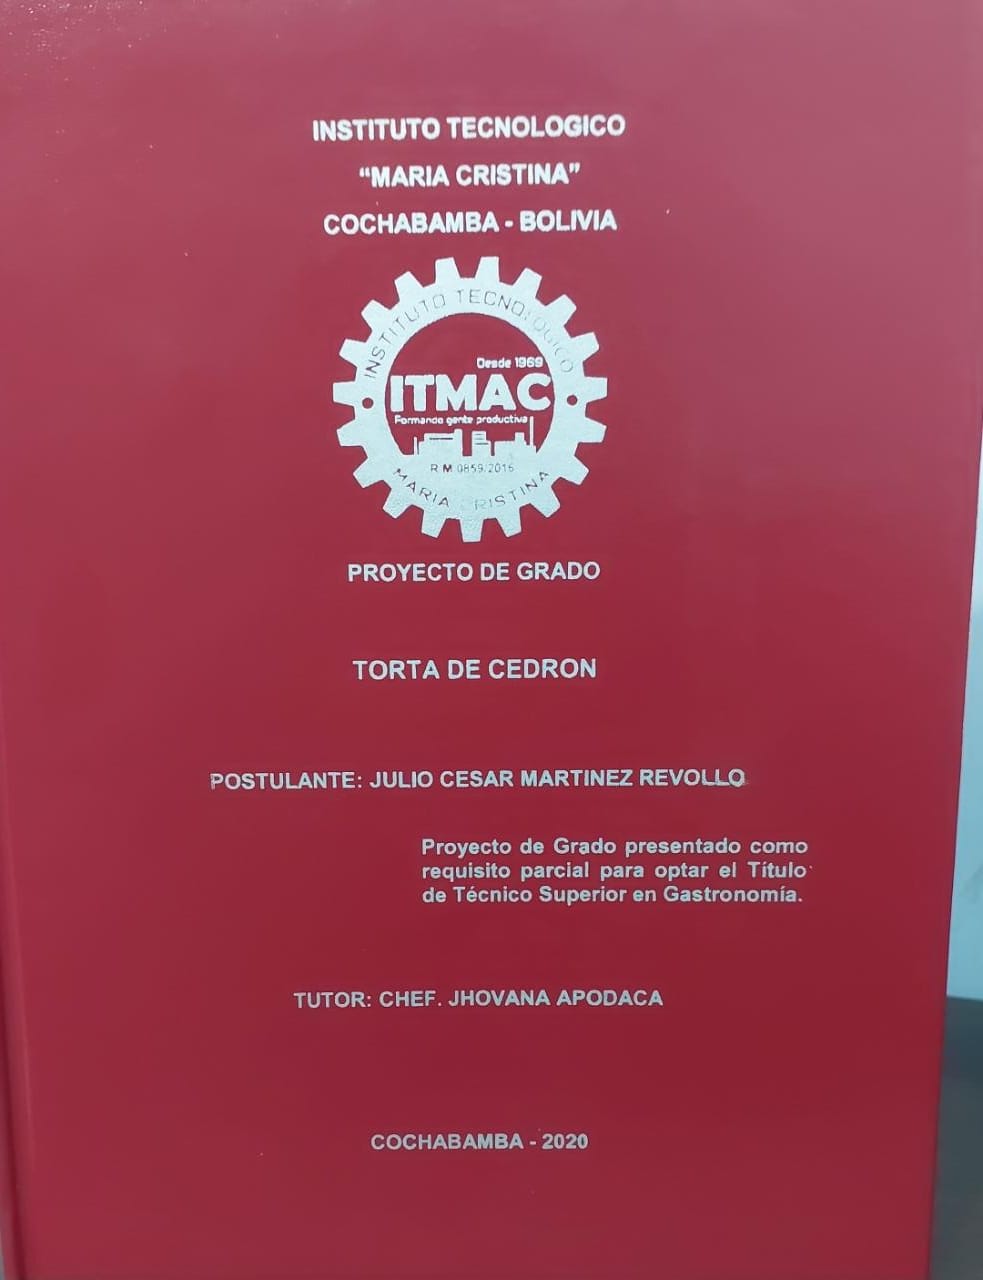 INSTITUTO TECNOLOGICO
“MARIA CRISTINA”
COCHABAMBA - BOLIVIA
INSTITUTO TECNOLOGICO
Desde 1969
ITMAC
Formando gente productiva
R M 0859/2016
MARIA CRISTINA
PROYECTO DE GRADO
TORTA DE CEDRON
POSTULANTE: JULIO CESAR MARTINEZ REVOLLO
Proyecto de Grado presentado como
requisito parcial para optar el Título
de Técnico Superior en Gastronomía.
TUTOR: CHEF. JHOVANA APODACA
COCHABAMBA - 2020